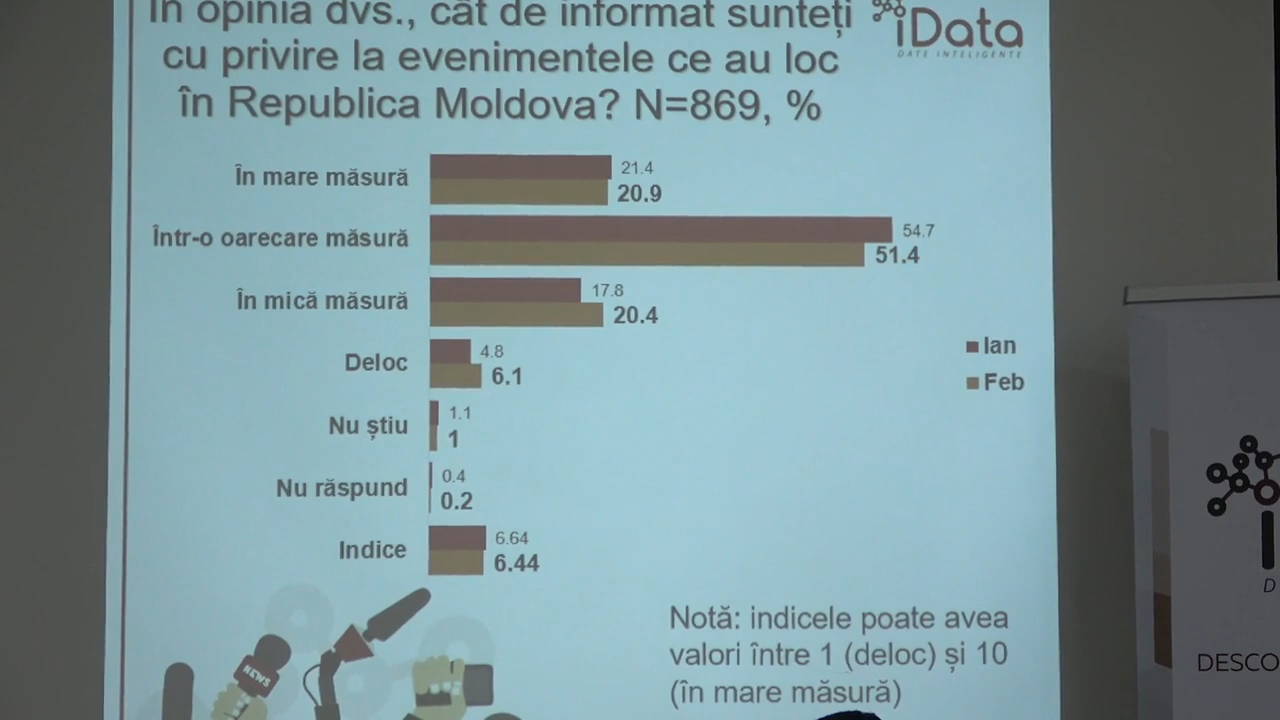 În opinia dvs., cât de informat sunteți
cu privire la evenimentele ce au loc
în Republica Moldova? N=869, %
iData
DATE INTELIGENTE
În mare măsură
21.4
20.9
Într-o oarecare măsură
54.7
51.4
În mică măsură
17.8
20.4
Deloc
4.8
6.1
Nu știu
1.1
1
Nu răspund
0.4
0.2
Indice
6.64
6.44
Ian
Feb
Notă: indicele poate avea
valori între 1 (deloc) și 10
(în mare măsură)
NEWS
D
DESCO